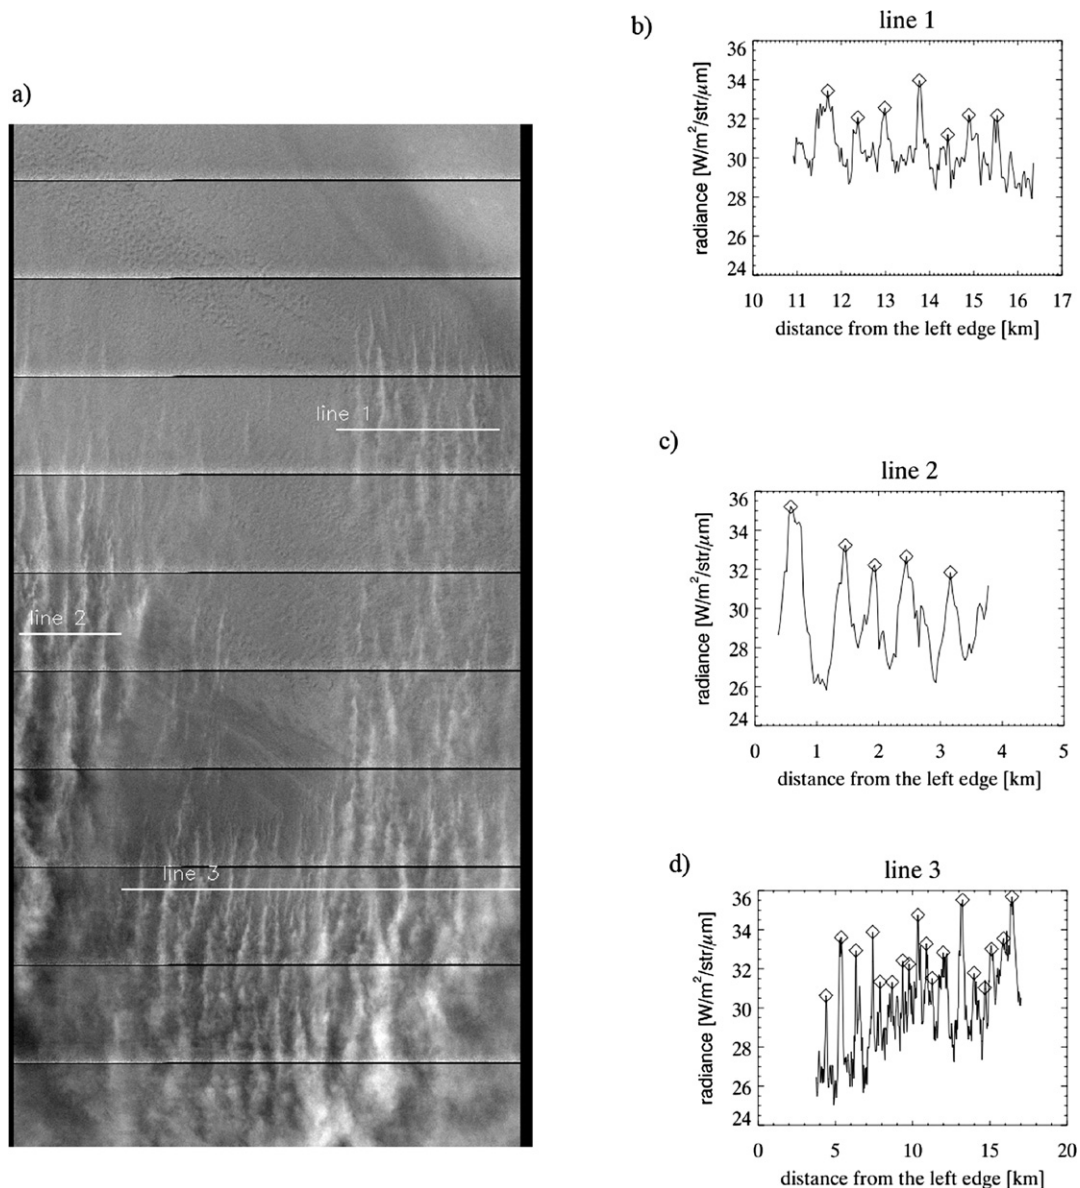 a)
line 1
line 2
line 3
b)
line 1
radiance [W/m²/str/μm]
36
34
32
30
28
26
24
10 11 12 13 14 15 16 17
distance from the left edge [km]
c)
line 2
radiance [W/m²/str/μm]
36
34
32
30
28
26
24
0 1 2 3 4 5
distance from the left edge [km]
d)
line 3
radiance [W/m²/str/μm]
36
34
32
30
28
26
24
0 5 10 15 20
distance from the left edge [km]